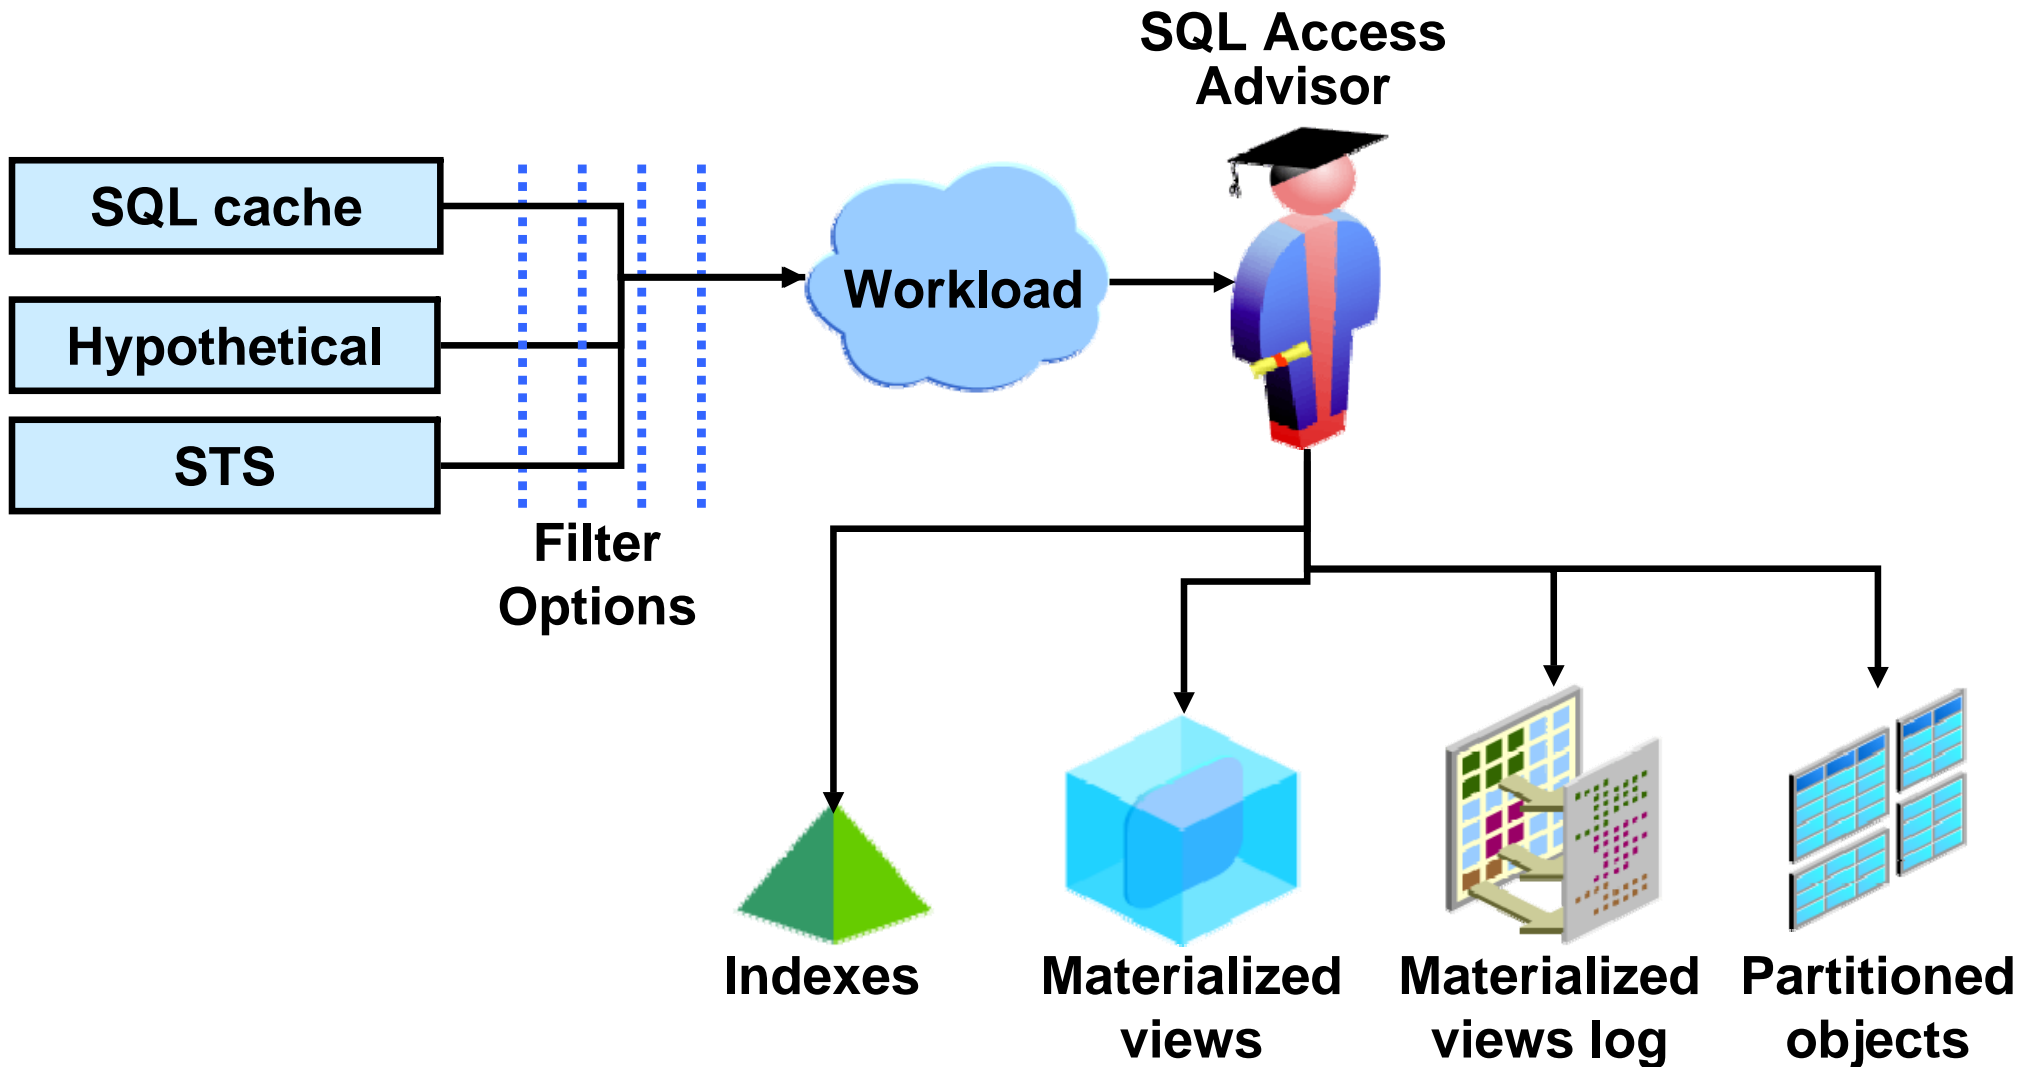 SQL Access
Advisor
SQL cache
Hypothetical
STS
Filter
Options
Workload
Indexes
Materialized
views
Materialized
views log
Partitioned
objects